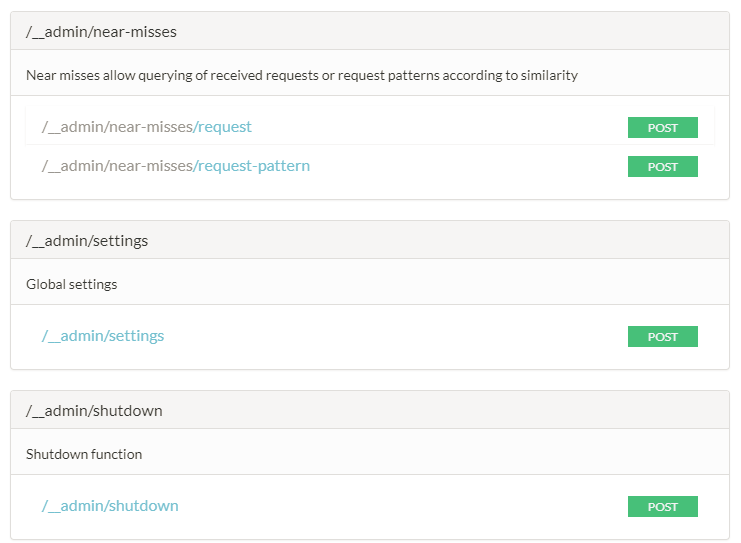 /__admin/near-misses
Near misses allow querying of received requests or request patterns according to similarity
/__admin/near-misses/request POST
/__admin/near-misses/request-pattern POST
/__admin/settings
Global settings
/__admin/settings POST
/__admin/shutdown
Shutdown function
/__admin/shutdown POST